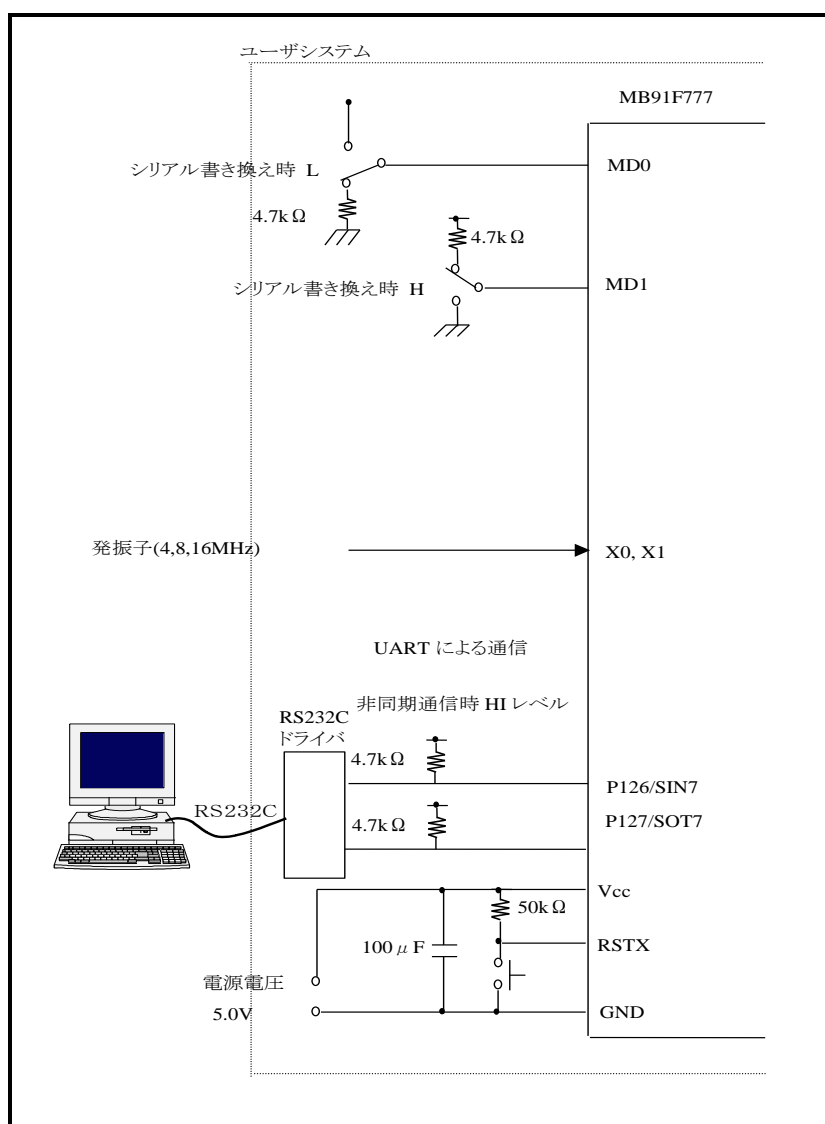 ユーザシステム
MB91F777
シリアル書き換え時 L
MD0
4.7kΩ
4.7kΩ
シリアル書き換え時 H
MD1
発振子(4,8,16MHz)
X0, X1
UART による通信
非同期通信時 HI レベル
RS232C
ドライバ
4.7kΩ
P126/SIN7
RS232C
4.7kΩ
P127/SOT7
Vcc
50kΩ
100μF
RSTX
電源電圧
5.0V
GND